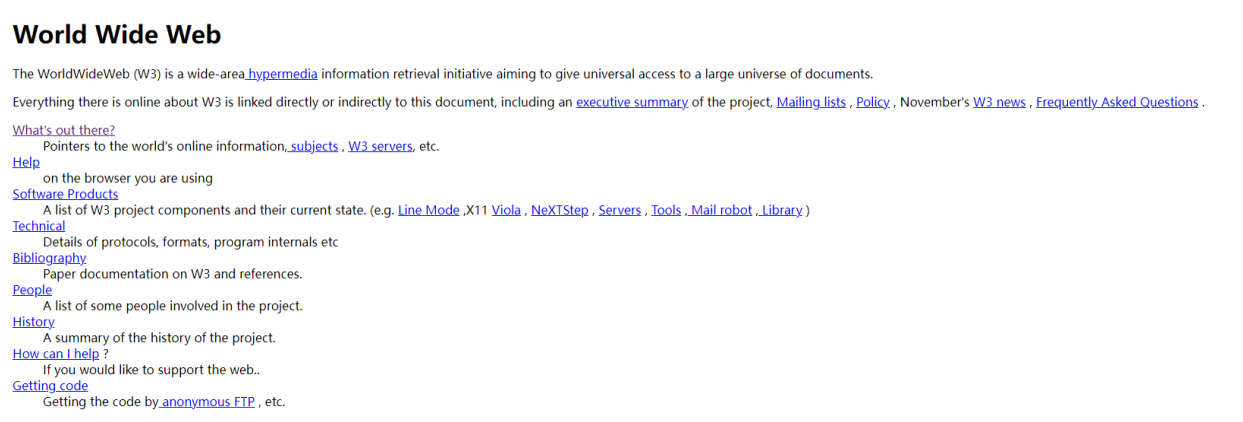 World Wide Web
The WorldWideWeb (W3) is a wide-area hypermedia information retrieval initiative aiming to give universal access to a large universe of documents.
Everything there is online about W3 is linked directly or indirectly to this document, including an executive summary of the project, Mailing lists , Policy , November's W3 news , Frequently Asked Questions .
What's out there?
Pointers to the world's online information, subjects , W3 servers, etc.
Help
on the browser you are using
Software Products
A list of W3 project components and their current state. (e.g. Line Mode ,X11 Viola , NeXTStep , Servers , Tools , Mail robot , Library )
Technical
Details of protocols, formats, program internals etc
Bibliography
Paper documentation on W3 and references.
People
A list of some people involved in the project.
History
A summary of the history of the project.
How can I help ?
If you would like to support the web..
Getting code
Getting the code by anonymous FTP , etc.